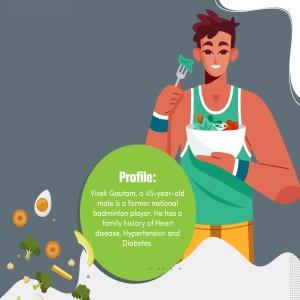 Profile:
Vivek Gautam, a 45-year-old
male is a former national
badminton player. He has a
family history of Heart
disease, Hypertension and
Diabetes.